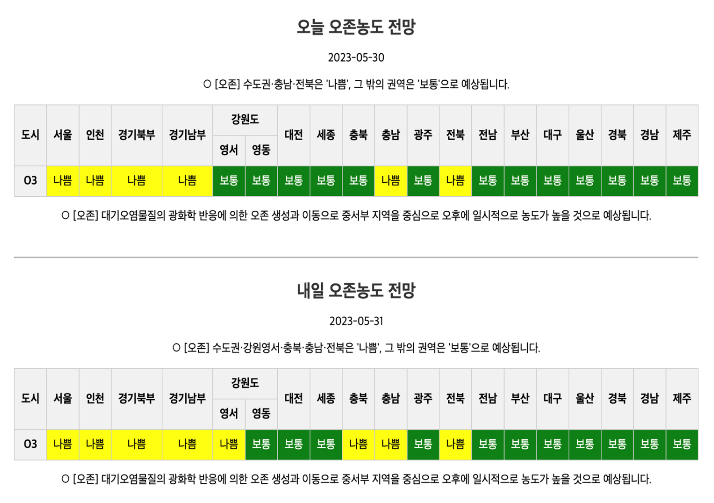 오늘 오존농도 전망
2023-05-30
○ [오존] 수도권·충남·전북은 '나쁨', 그 밖의 권역은 '보통'으로 예상됩니다.
도시 서울 인천 경기북부 경기남부 강원도 대전 세종 충북 충남 광주 전북 전남 부산 대구 울산 경북 경남 제주
영서 영동
O3 나쁨 나쁨 나쁨 나쁨 보통 보통 보통 보통 보통 나쁨 보통 나쁨 보통 보통 보통 보통 보통 보통 보통
○ [오존] 대기오염물질의 광화학 반응에 의한 오존 생성과 이동으로 중서부 지역을 중심으로 오후에 일시적으로 농도가 높을 것으로 예상됩니다.
내일 오존농도 전망
2023-05-31
○ [오존] 수도권·강원영서·충북·충남·전북은 '나쁨', 그 밖의 권역은 '보통'으로 예상됩니다.
도시 서울 인천 경기북부 경기남부 강원도 대전 세종 충북 충남 광주 전북 전남 부산 대구 울산 경북 경남 제주
영서 영동
O3 나쁨 나쁨 나쁨 나쁨 나쁨 보통 보통 보통 나쁨 나쁨 보통 나쁨 보통 보통 보통 보통 보통 보통 보통
○ [오존] 대기오염물질의 광화학 반응에 의한 오존 생성과 이동으로 중서부 지역을 중심으로 오후에 일시적으로 농도가 높을 것으로 예상됩니다.